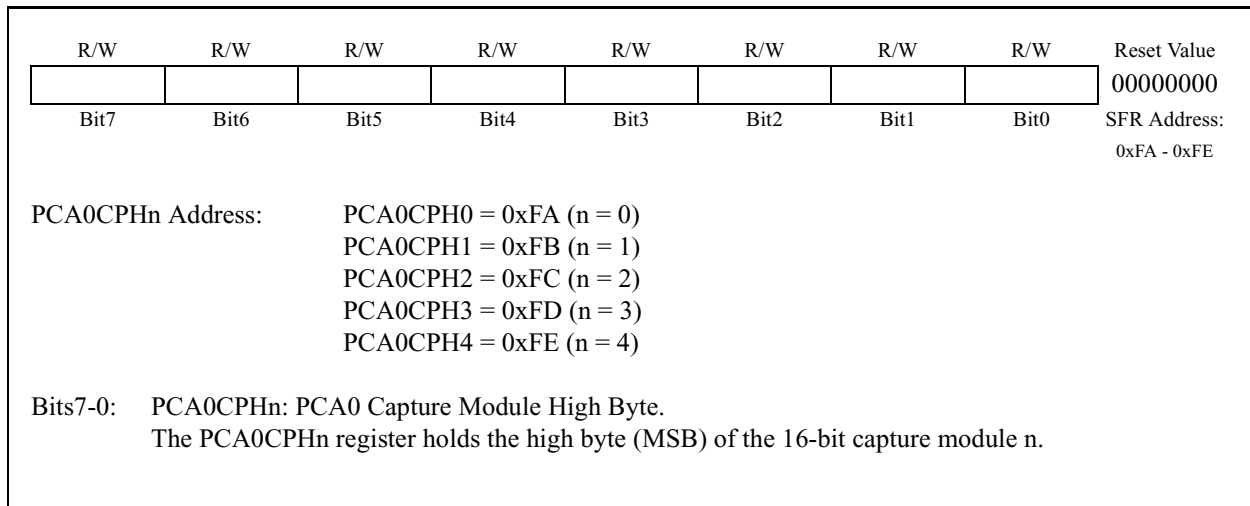 R/W R/W R/W R/W R/W R/W R/W R/W Reset Value
00000000
Bit7 Bit6 Bit5 Bit4 Bit3 Bit2 Bit1 Bit0 SFR Address:
0xFA - 0xFE
PCA0CPHn Address: PCA0CPH0 = 0xFA (n = 0)
PCA0CPH1 = 0xFB (n = 1)
PCA0CPH2 = 0xFC (n = 2)
PCA0CPH3 = 0xFD (n = 3)
PCA0CPH4 = 0xFE (n = 4)
Bits7-0: PCA0CPHn: PCA0 Capture Module High Byte.
The PCA0CPHn register holds the high byte (MSB) of the 16-bit capture module n.